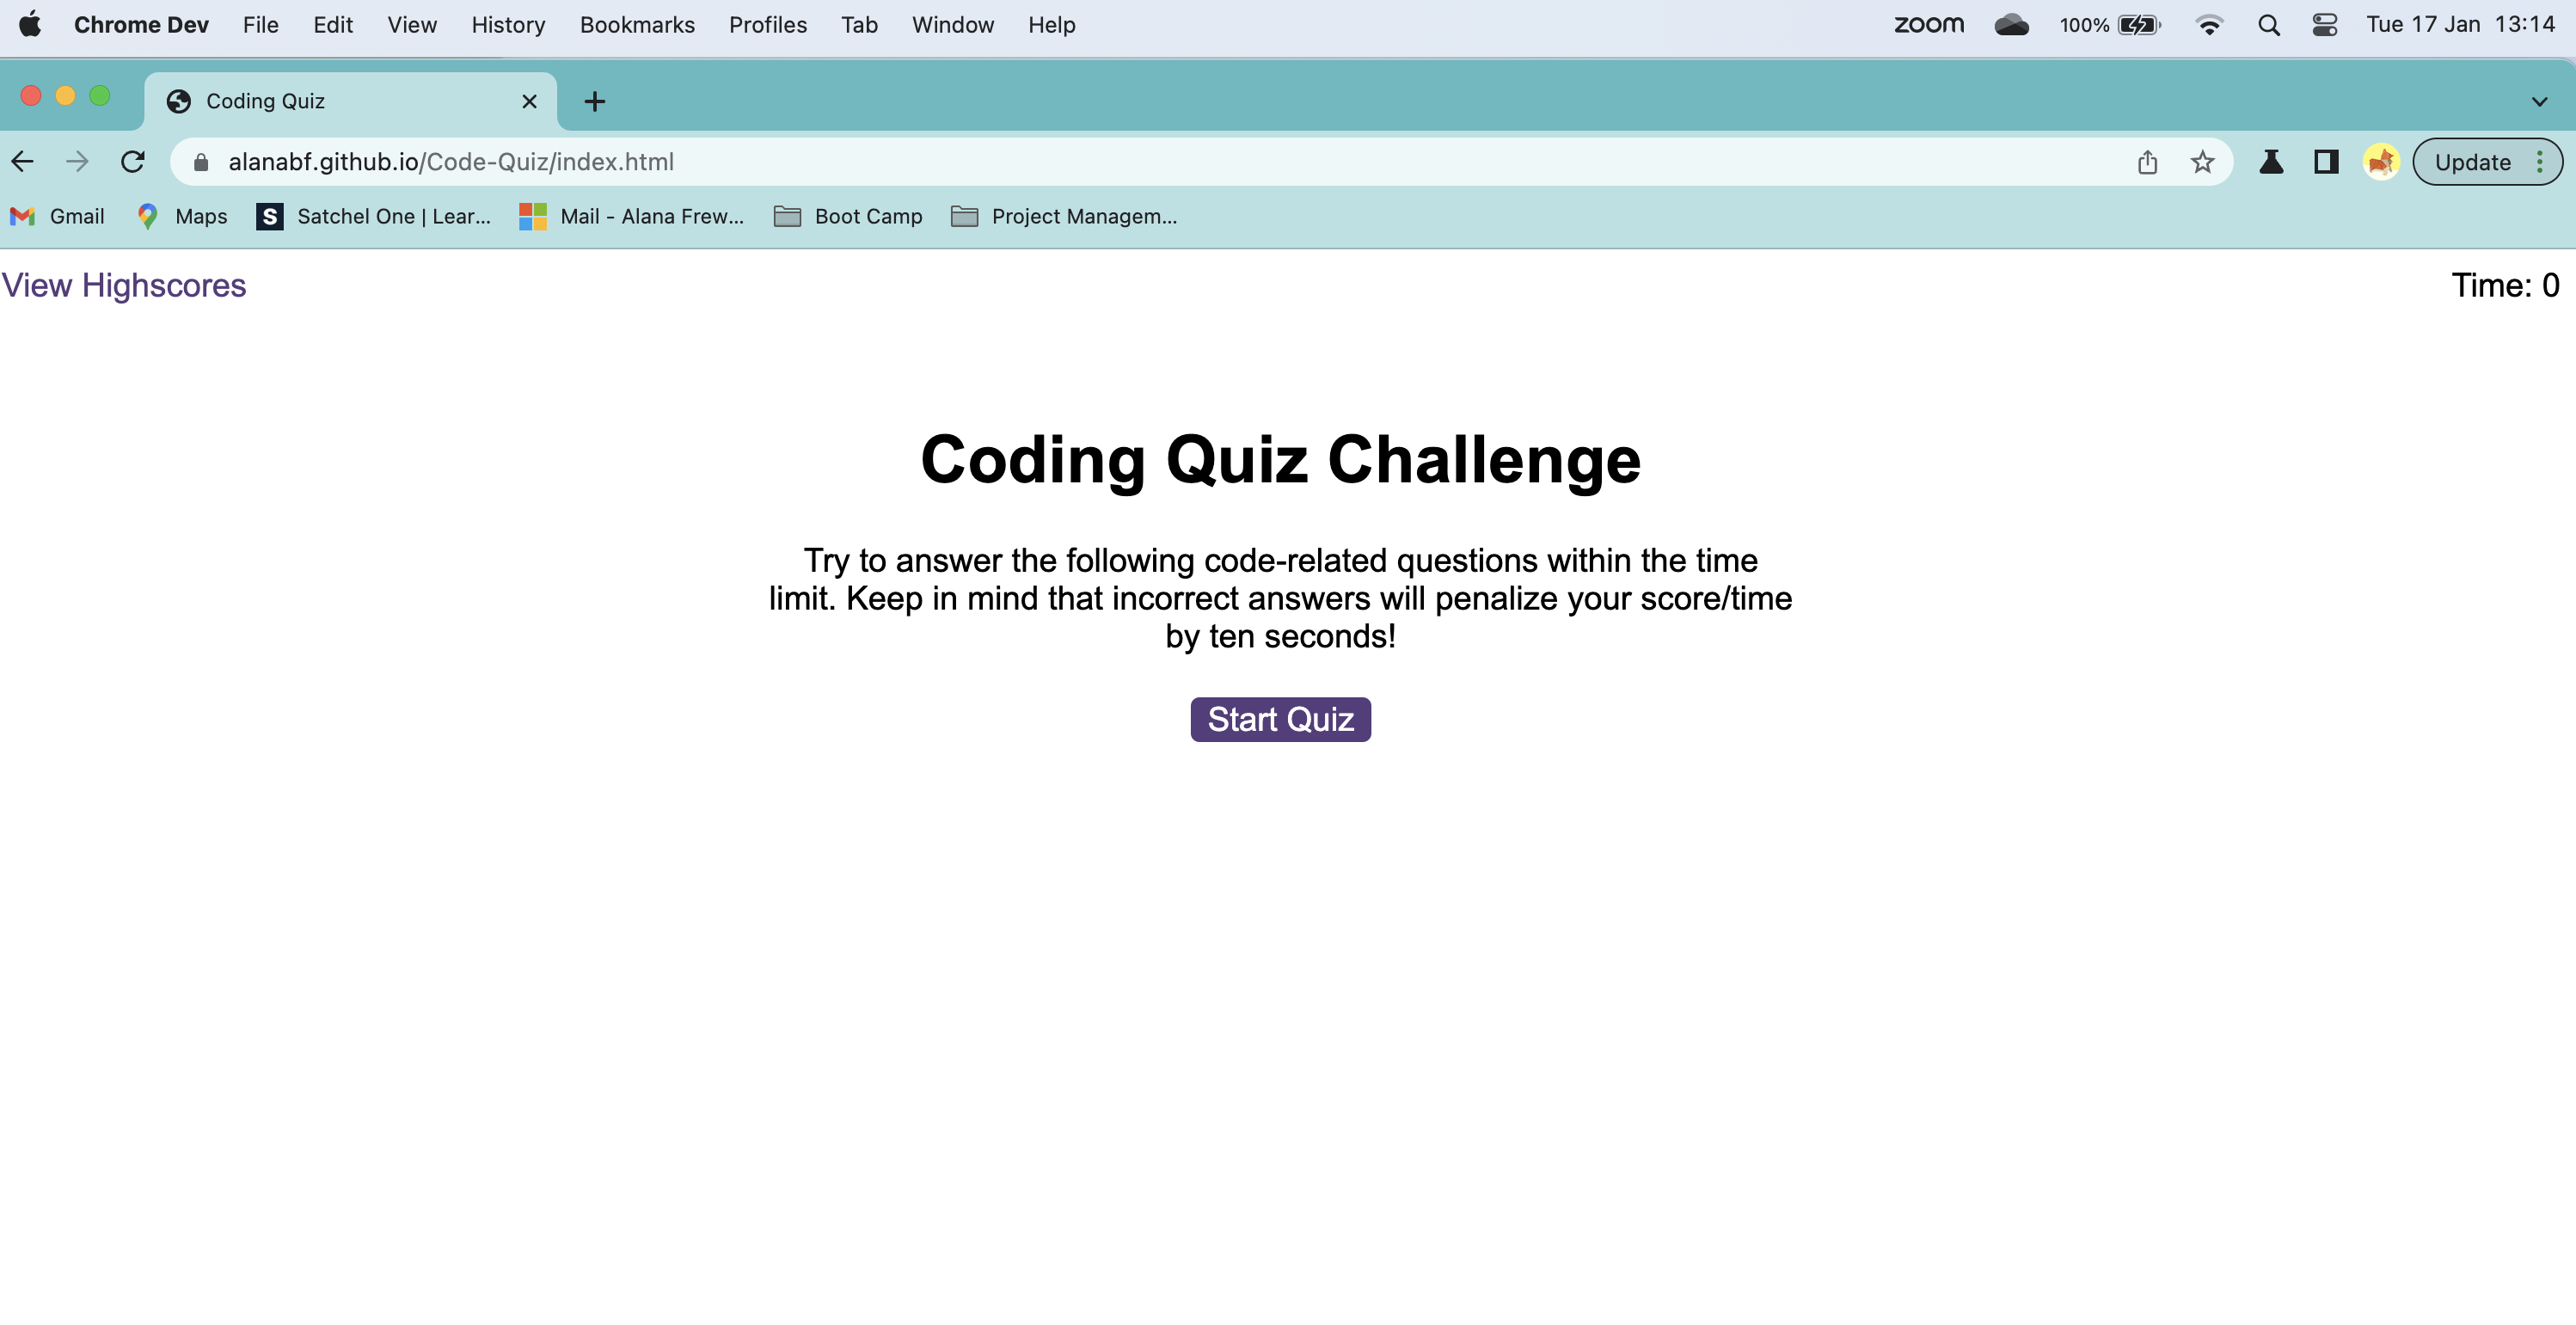 Chrome Dev File Edit View History Bookmarks Profiles Tab Window Help zoom 100% Tue 17 Jan 13:14
Coding Quiz
alanabf.github.io/Code-Quiz/index.html Update
Gmail Maps S Satchel One | Lear... Mail - Alana Frew... Boot Camp Project Managem...
View Highscores Time: 0
Coding Quiz Challenge
Try to answer the following code-related questions within the time
limit. Keep in mind that incorrect answers will penalize your score/time
by ten seconds!
Start Quiz